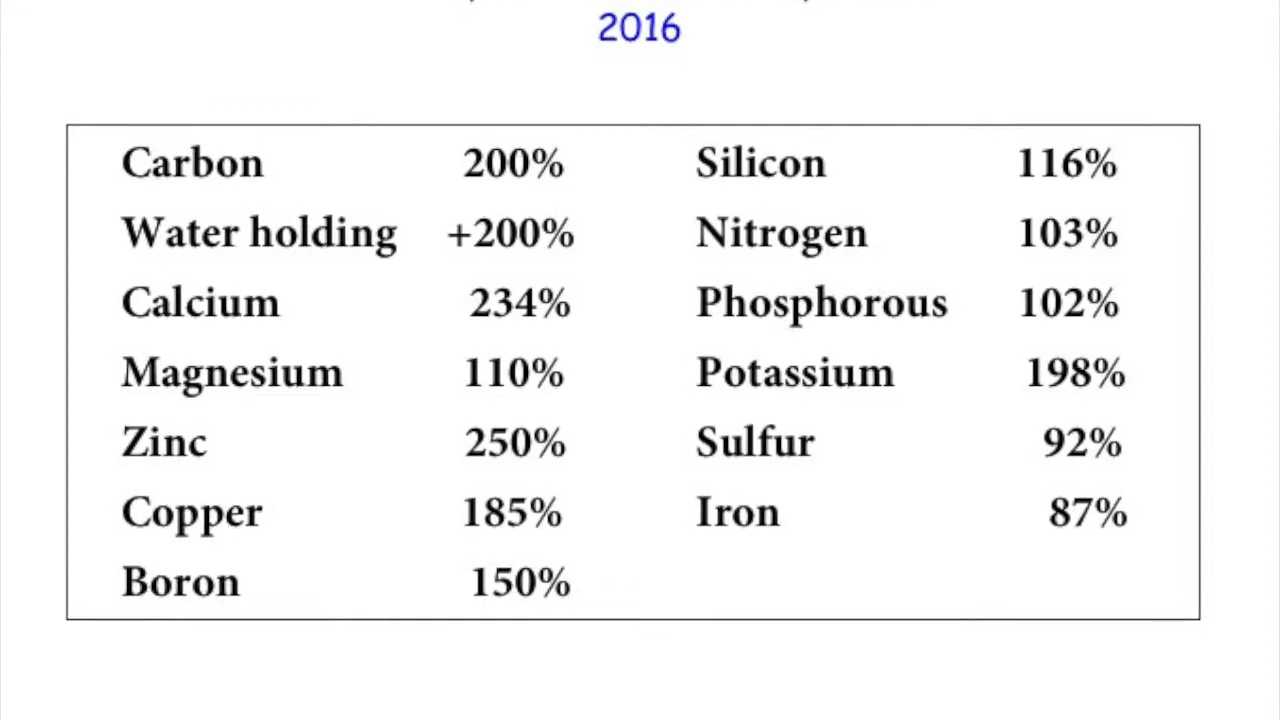 2016
Carbon 200% Silicon 116%
Water holding +200% Nitrogen 103%
Calcium 234% Phosphorous 102%
Magnesium 110% Potassium 198%
Zinc 250% Sulfur 92%
Copper 185% Iron 87%
Boron 150%